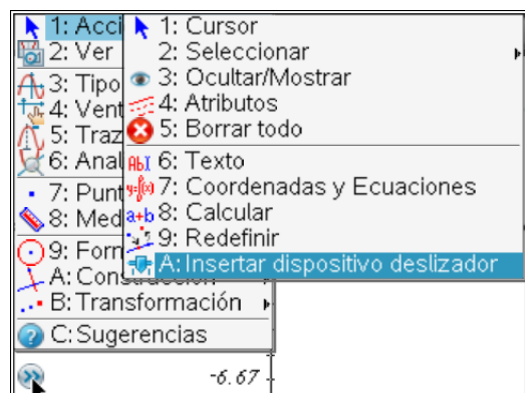 1: Acci
2: Ver
3: Tipo
4: Vent
5: Traz
6: Anal
7: Punt
8: Med
9: Forn
A: Construcción
B: Transformación
C: Sugerencias
1: Cursor
2: Seleccionar
3: Ocultar/Mostrar
4: Atributos
5: Borrar todo
AbI 6: Texto
y=f(x) 7: Coordenadas y Ecuaciones
a+b 8: Calcular
9: Redefinir
A: Insertar dispositivo deslizador
-6.67